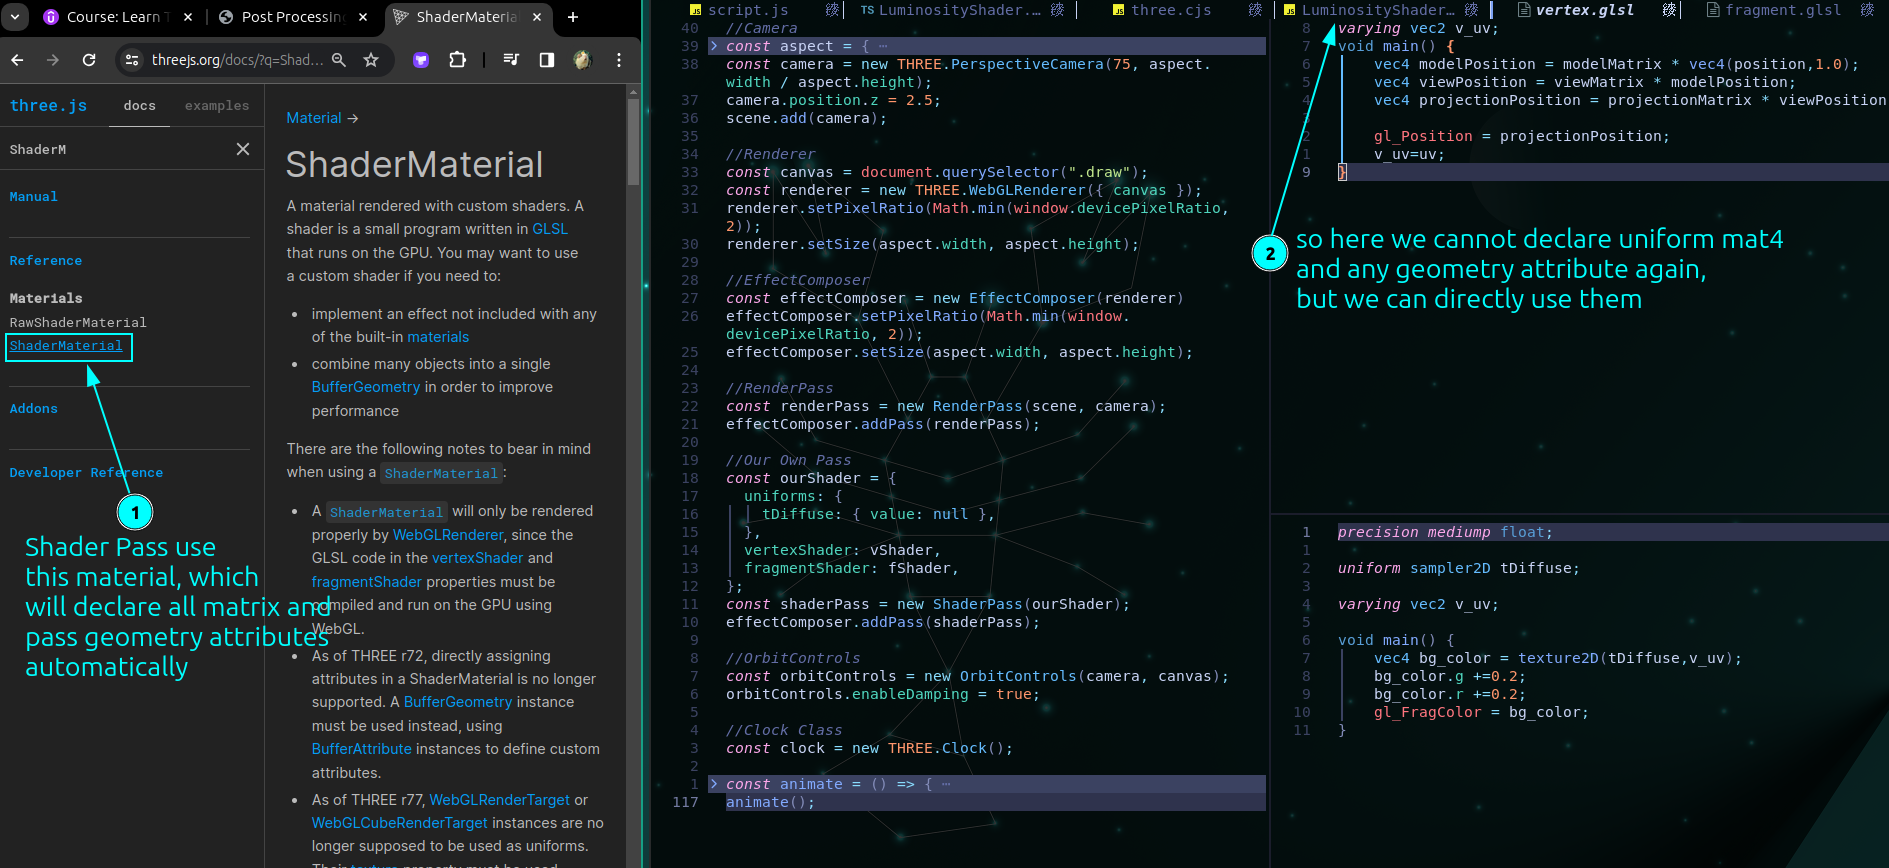 Course: Learn T
Post Processing
ShaderMaterial
threejs.org/docs/?q=Shad...
three.js
docs
examples
ShaderM
Manual
Reference
Materials
RawShaderMaterial
ShaderMaterial
Addons
Developer Reference
1
Shader Pass use
this material, which
will declare all matrix and
pass geometry attributes
automatically
Material →
ShaderMaterial
A material rendered with custom shaders. A
shader is a small program written in GLSL
that runs on the GPU. You may want to use
a custom shader if you need to:
• implement an effect not included with any
of the built-in materials
• combine many objects into a single
BufferGeometry in order to improve
performance
There are the following notes to bear in mind
when using a ShaderMaterial:
• A ShaderMaterial will only be rendered
properly by WebGLRenderer, since the
GLSL code in the vertexShader and
fragmentShader properties must be
compiled and run on the GPU using
WebGL.
• As of THREE r72, directly assigning
attributes in a ShaderMaterial is no longer
supported. A BufferGeometry instance
must be used instead, using
BufferAttribute instances to define custom
attributes.
• As of THREE r77, WebGLRenderTarget or
WebGLCubeRenderTarget instances are no
longer supposed to be used as uniforms.
Their texture property must be used
JS script.js
TS LuminosityShader....
JS three.cjs
JS LuminosityShader...
vertex.glsl
fragment.glsl
40 //Camera
39 const aspect = { ⋯
38 const camera = new THREE.PerspectiveCamera(75, aspect.
width / aspect.height);
37 camera.position.z = 2.5;
36 scene.add(camera);
35
34 //Renderer
33 const canvas = document.querySelector(".draw");
32 const renderer = new THREE.WebGLRenderer({ canvas });
31 renderer.setPixelRatio(Math.min(window.devicePixelRatio,
2));
30 renderer.setSize(aspect.width, aspect.height);
29
28 //EffectComposer
27 const effectComposer = new EffectComposer(renderer)
26 effectComposer.setPixelRatio(Math.min(window.
devicePixelRatio, 2));
25 effectComposer.setSize(aspect.width, aspect.height);
24
23 //RenderPass
22 const renderPass = new RenderPass(scene, camera);
21 effectComposer.addPass(renderPass);
20
19 //Our Own Pass
18 const ourShader = {
17 uniforms: {
16 tDiffuse: { value: null },
15 },
14 vertexShader: vShader,
13 fragmentShader: fShader,
12 };
11 const shaderPass = new ShaderPass(ourShader);
10 effectComposer.addPass(shaderPass);
9
8 //OrbitControls
7 const orbitControls = new OrbitControls(camera, canvas);
6 orbitControls.enableDamping = true;
5
4 //Clock Class
3 const clock = new THREE.Clock();
2
1 const animate = () => { ⋯
117 animate();
8 varying vec2 v_uv;
7 void main() {
6 vec4 modelPosition = modelMatrix * vec4(position,1.0);
5 vec4 viewPosition = viewMatrix * modelPosition;
4 vec4 projectionPosition = projectionMatrix * viewPosition
2 gl_Position = projectionPosition;
1 v_uv=uv;
9 }
2
so here we cannot declare uniform mat4
and any geometry attribute again,
but we can directly use them
1 precision mediump float;
1
2 uniform sampler2D tDiffuse;
3
4 varying vec2 v_uv;
5
6 void main() {
7 vec4 bg_color = texture2D(tDiffuse,v_uv);
8 bg_color.g +=0.2;
9 bg_color.r +=0.2;
10 gl_FragColor = bg_color;
11 }